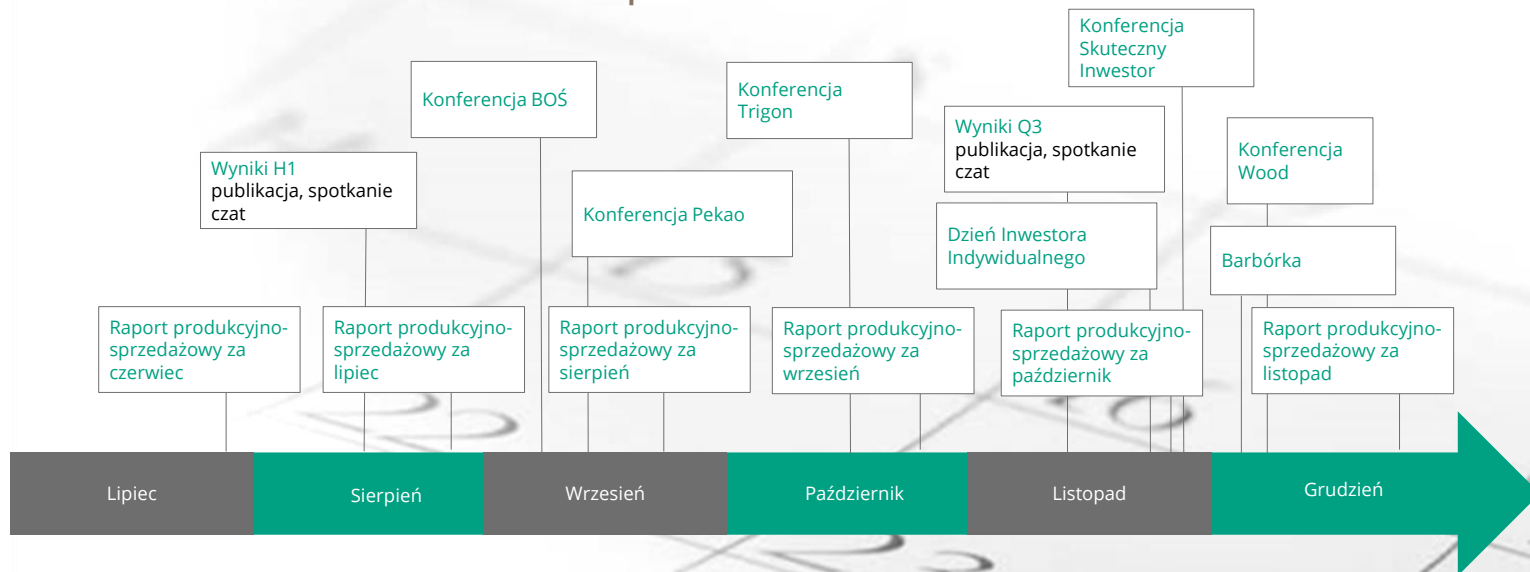 Konferencja
Skuteczny
Inwestor
Konferencja BOŚ
Konferencja
Trigon
Wyniki Q3
publikacja, spotkanie
czat
Konferencja
Wood
Wyniki H1
publikacja, spotkanie
czat
Konferencja Pekao
Dzień Inwestora
Indywidualnego
Barbórka
Raport produkcyjno-
sprzedażowy za
czerwiec
Raport produkcyjno-
sprzedażowy za
lipiec
Raport produkcyjno-
sprzedażowy za
sierpień
Raport produkcyjno-
sprzedażowy za
wrzesień
Raport produkcyjno-
sprzedażowy za
październik
Raport produkcyjno-
sprzedażowy za
listopad
Lipiec
Sierpień
Wrzesień
Październik
Listopad
Grudzień